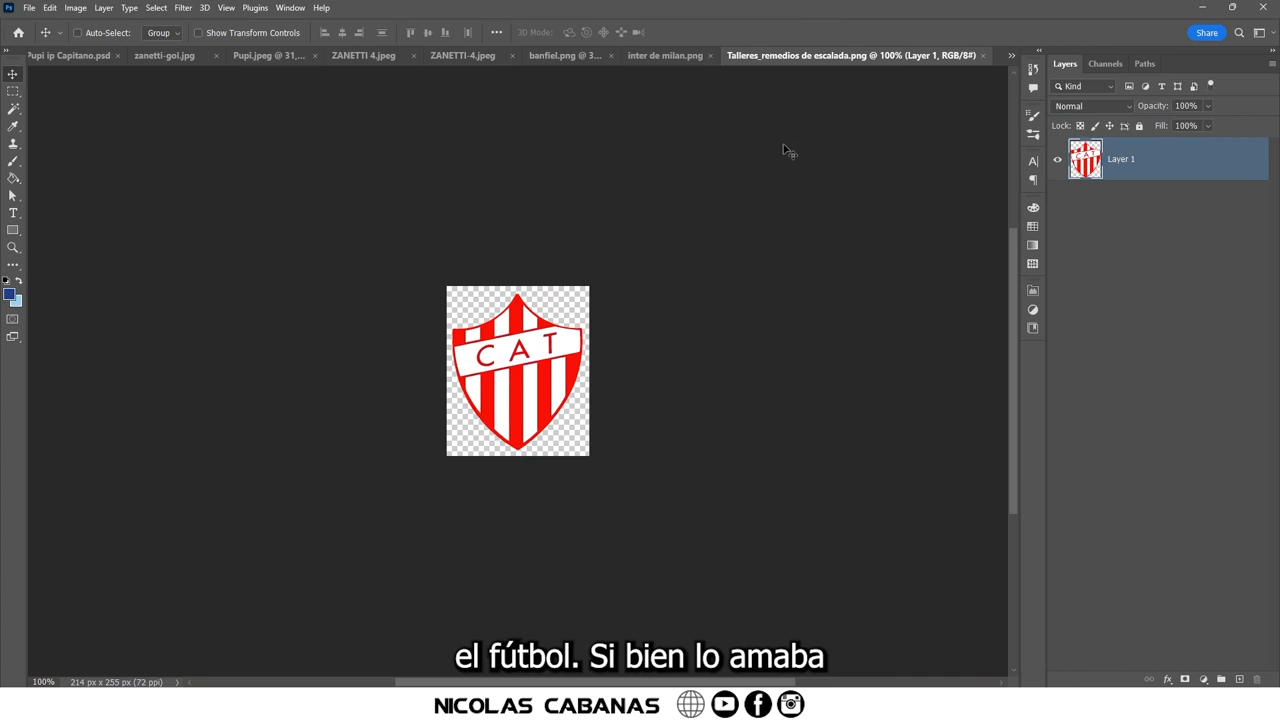 Ps File Edit Image Layer Type Select Filter 3D View Plugins Window Help
Auto-Select: Group Show Transform Controls 3D Mode: Share
Pupi ip Capitano.psd × zanetti-gol.jpg × Pupi.jpeg @ 31,... × ZANETTI 4.jpeg × ZANETTI-4.jpeg × banfiel.png @ 3... × inter de milan.png × Talleres_remedios de escalada.png @ 100% (Layer 1, RGB/8#) ×
Layers Channels Paths
Kind
Normal Opacity: 100%
Lock: Fill: 100%
Layer 1
C A T
el fútbol. Si bien lo amaba
100% 214 px x 255 px (72 ppi)
NICOLAS CABANAS